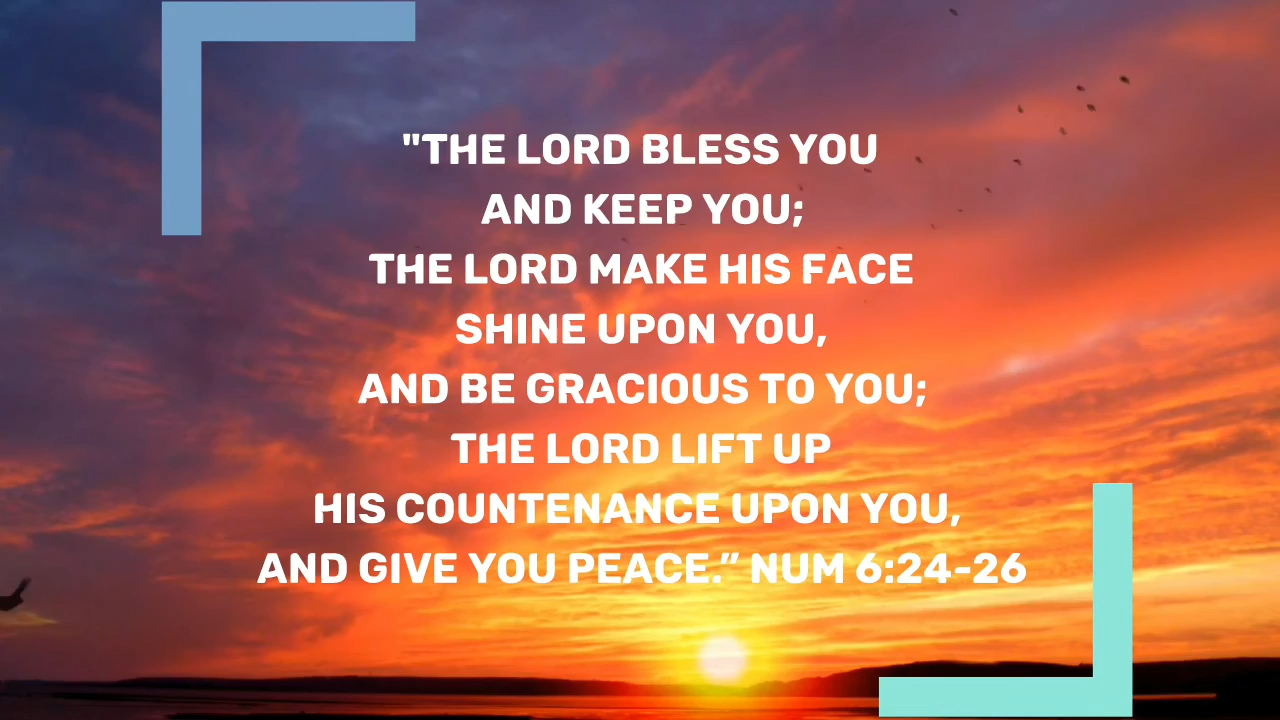 "THE LORD BLESS YOU
AND KEEP YOU;
THE LORD MAKE HIS FACE
SHINE UPON YOU,
AND BE GRACIOUS TO YOU;
THE LORD LIFT UP
HIS COUNTENANCE UPON YOU,
AND GIVE YOU PEACE.” NUM 6:24-26